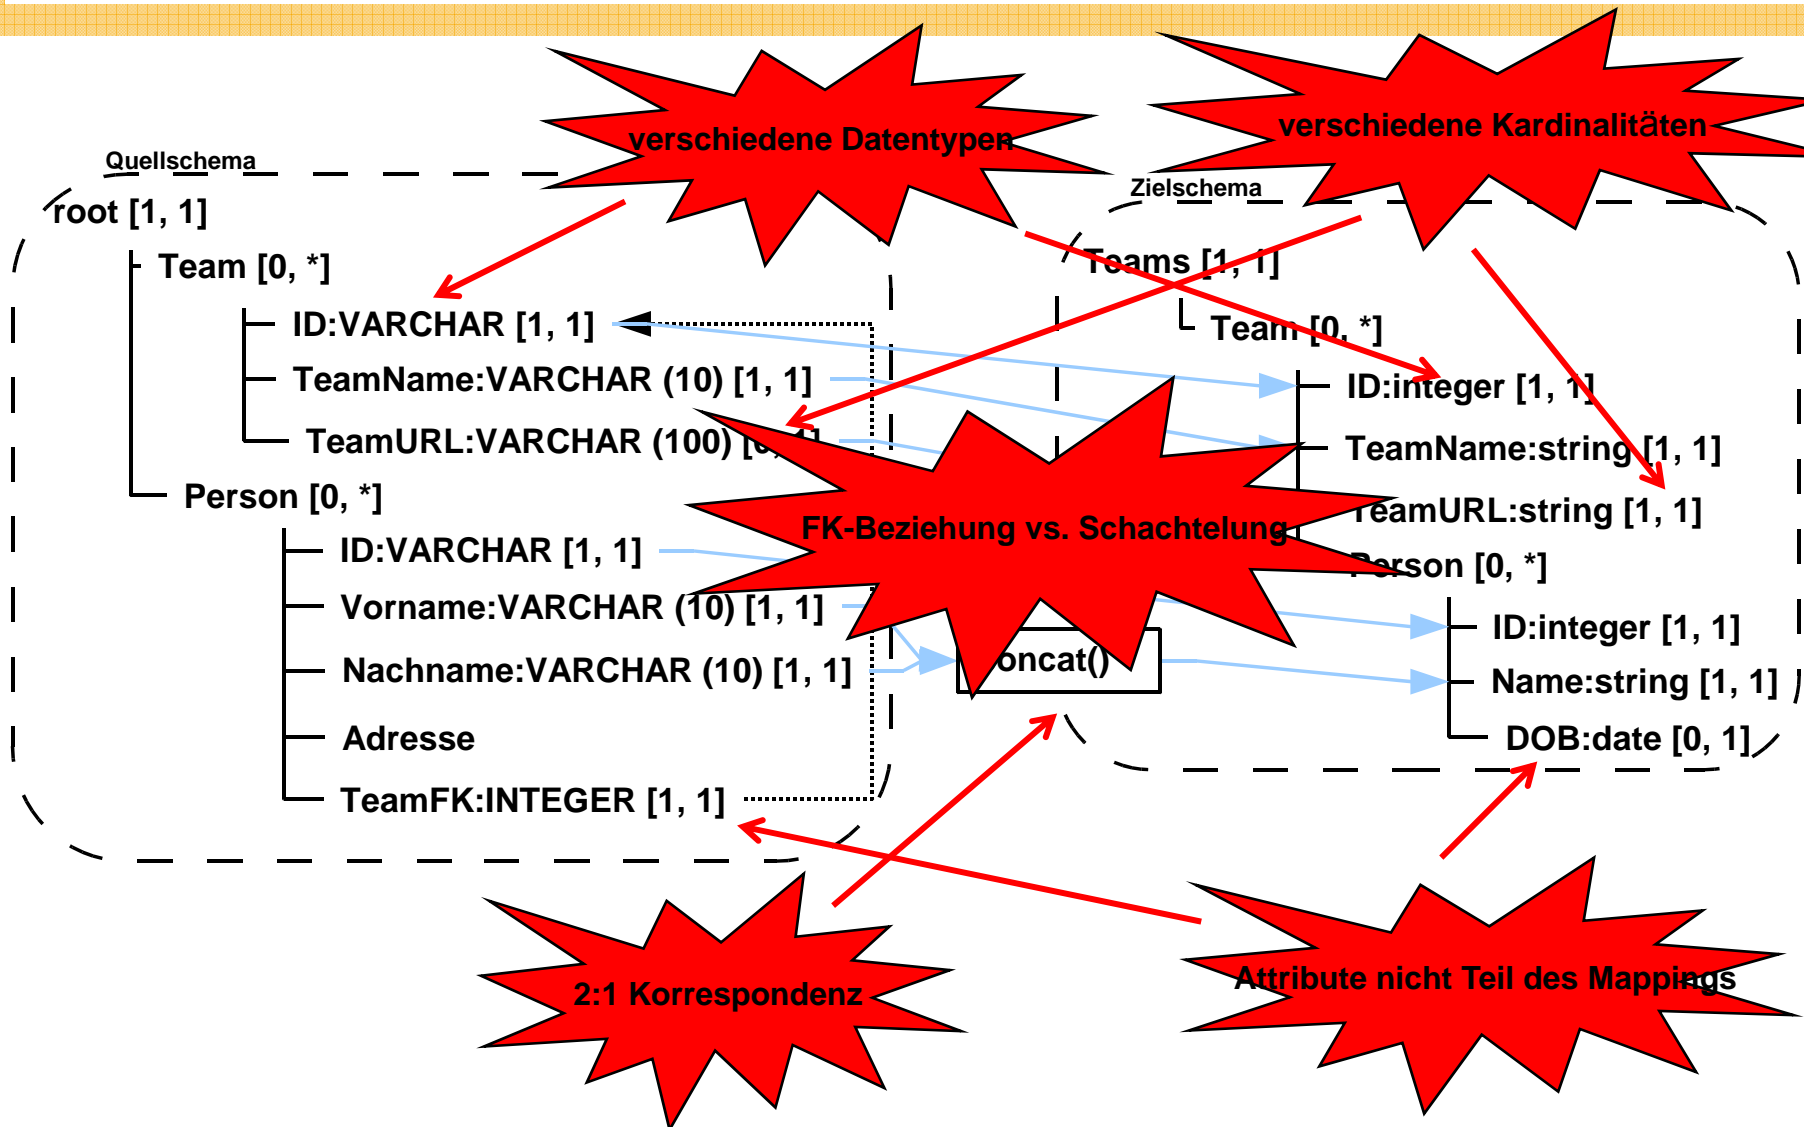 verschiedene Datentypen
verschiedene Kardinalitäten
Quellschema
root [1, 1]
Team [0, *]
ID:VARCHAR [1, 1]
TeamName:VARCHAR (10) [1, 1]
TeamURL:VARCHAR (100) [0, 1]
Person [0, *]
ID:VARCHAR [1, 1]
Vorname:VARCHAR (10) [1, 1]
Nachname:VARCHAR (10) [1, 1]
Adresse
TeamFK:INTEGER [1, 1]
Zielschema
Teams [1, 1]
Team [0, *]
ID:integer [1, 1]
TeamName:string [1, 1]
TeamURL:string [1, 1]
Person [0, *]
ID:integer [1, 1]
Name:string [1, 1]
DOB:date [0, 1]
FK-Beziehung vs. Schachtelung
concat()
2:1 Korrespondenz
Attribute nicht Teil des Mappings